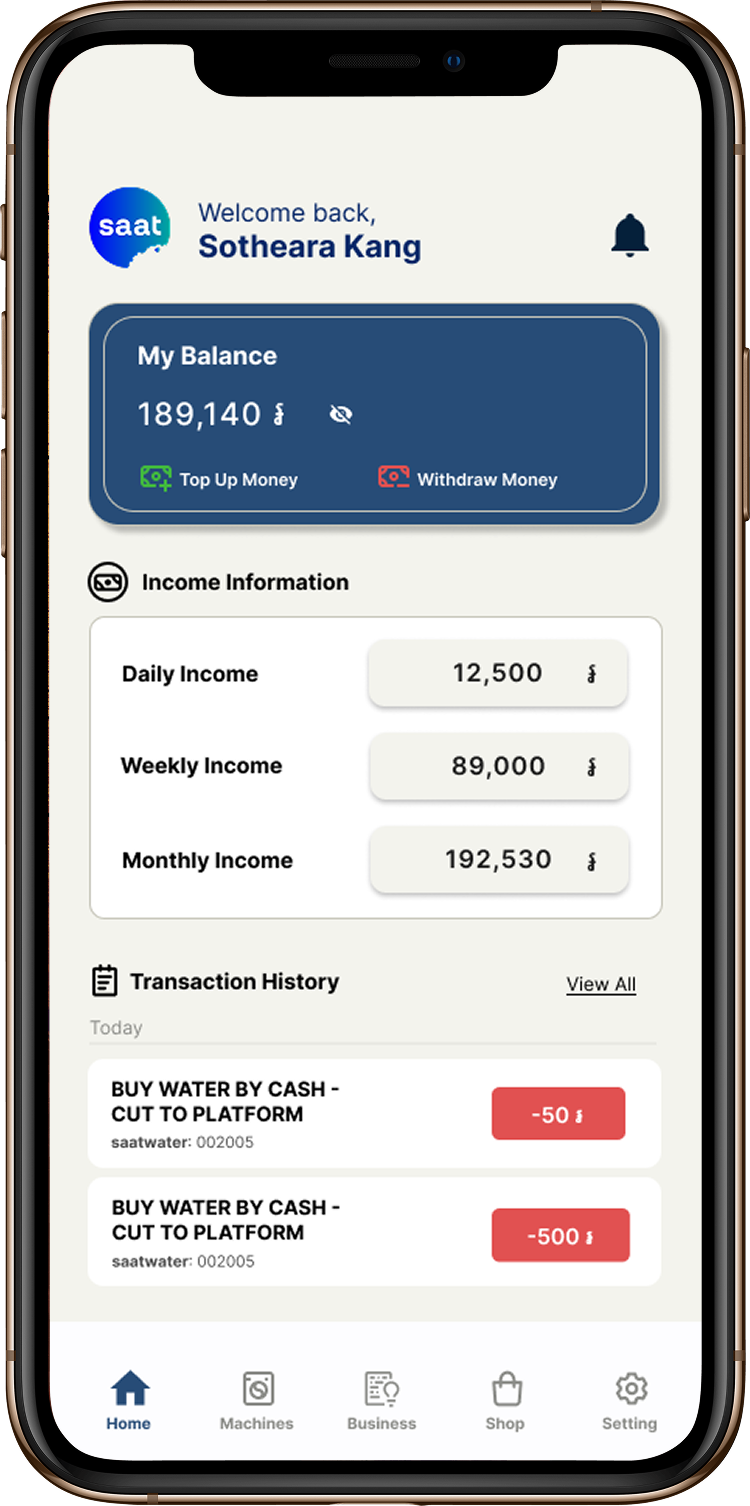 saat
Welcome back,
Sotheara Kang
My Balance
189,140 ៛
Top Up Money
Withdraw Money
Income Information
Daily Income
12,500 ៛
Weekly Income
89,000 ៛
Monthly Income
192,530 ៛
Transaction History
View All
Today
BUY WATER BY CASH -
CUT TO PLATFORM
saatwater: 002005
-50 ៛
BUY WATER BY CASH -
CUT TO PLATFORM
saatwater: 002005
-500 ៛
Home
Machines
Business
Shop
Setting